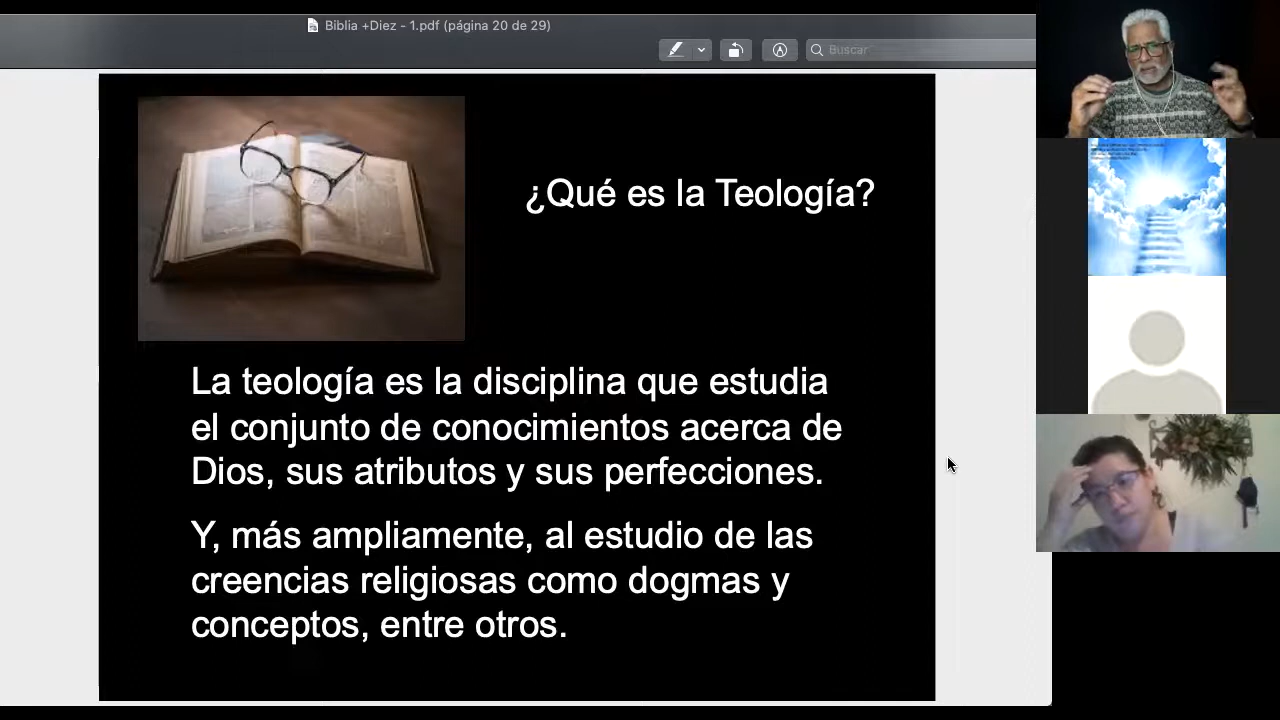 Biblia +Diez - 1.pdf (página 20 de 29)
Buscar
¿Qué es la Teología?
La teología es la disciplina que estudia
el conjunto de conocimientos acerca de
Dios, sus atributos y sus perfecciones.
Y, más ampliamente, al estudio de las
creencias religiosas como dogmas y
conceptos, entre otros.